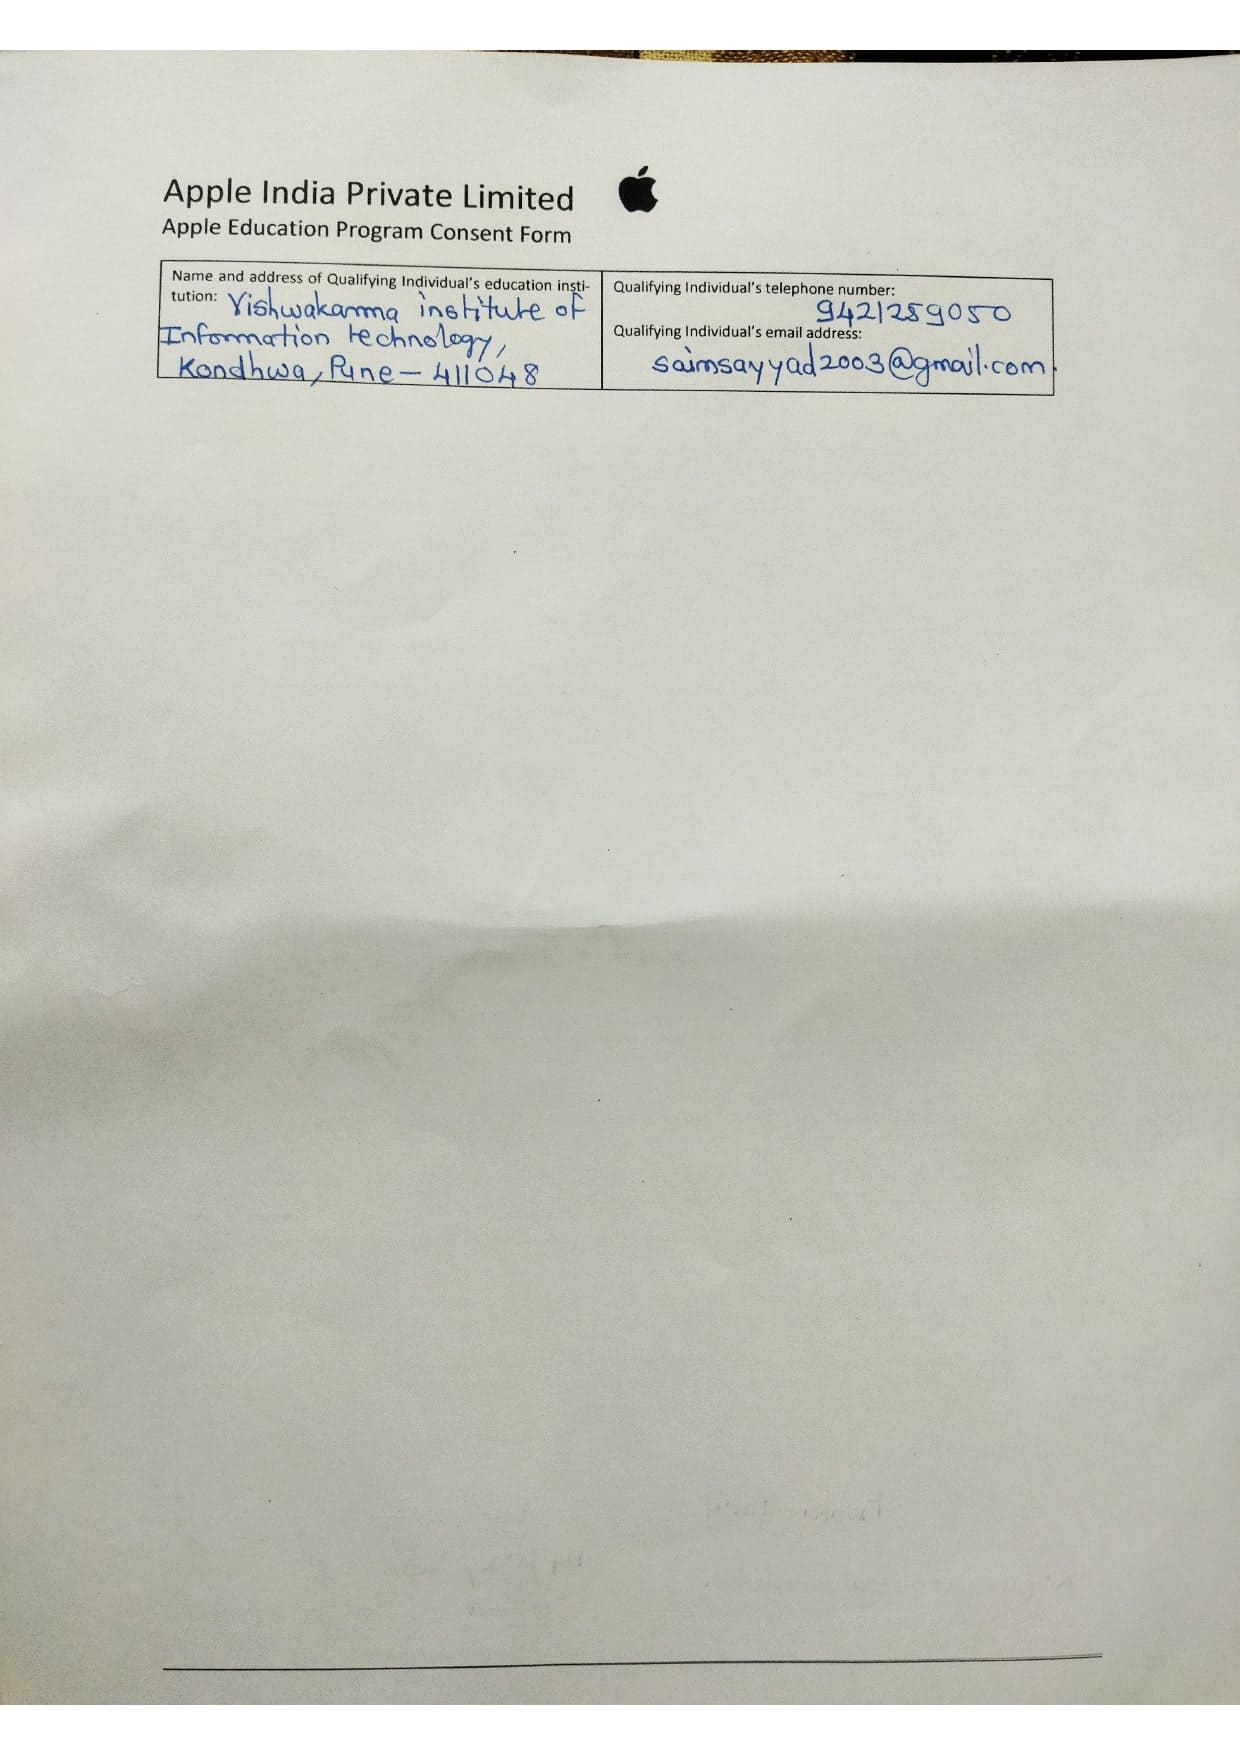 Apple India Private Limited
Apple Education Program Consent Form
Name and address of Qualifying Individual's education insti-
tution: Vishwakarma institute of
Information technology,
Kondhwa, Pune - 411048
Qualifying Individual's telephone number:
9421259050
Qualifying Individual's email address:
saimsayyad2003@gmail.com